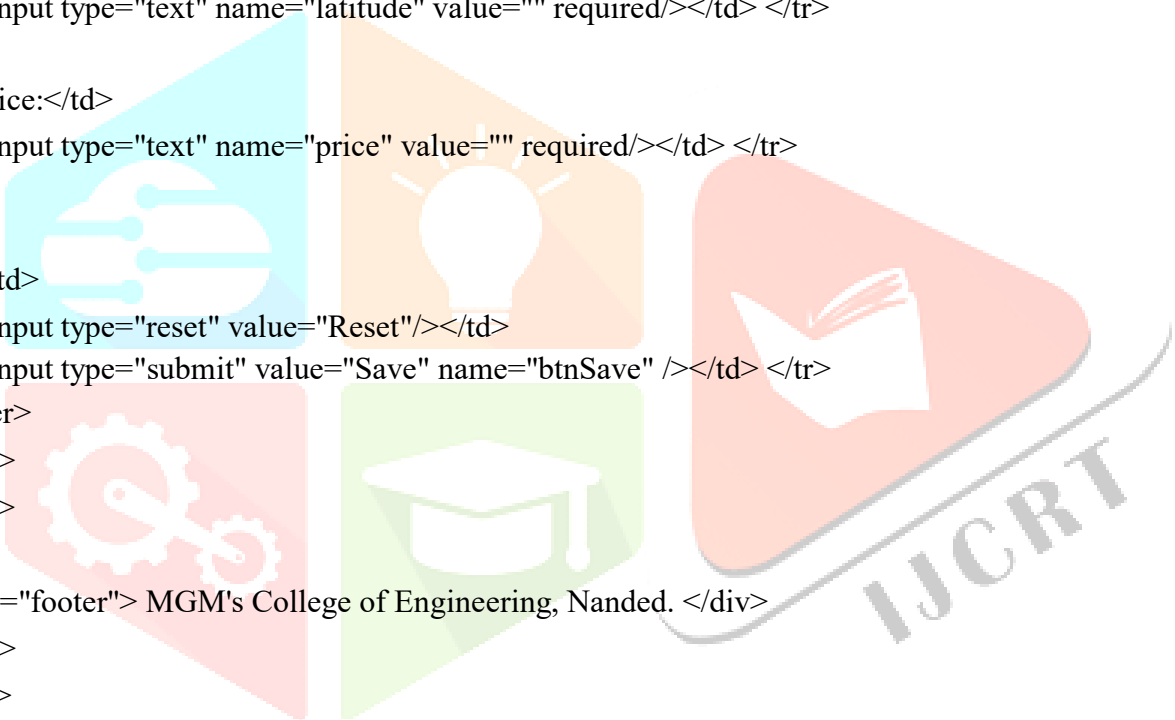 nput type="text" name="latitude" value="" required/></td> </tr>
ice:</td>
nput type="text" name="price" value="" required/></td> </tr>
td>
nput type="reset" value="Reset"/></td>
nput type="submit" value="Save" name="btnSave" /></td> </tr>
er>
>
>
="footer"> MGM's College of Engineering, Nanded. </div>
>
>
IJCRT